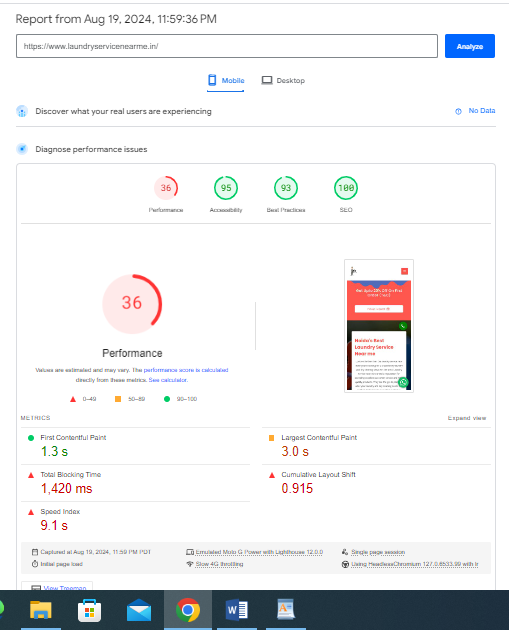 Report from Aug 19, 2024, 11:59:36 PM
https://www.laundryservicenearme.in/
Analyze
Mobile
Desktop
Discover what your real users are experiencing
No Data
Diagnose performance issues
36
95
93
100
Performance
Accessibility
Best Practices
SEO
36
Performance
Values are estimated and may vary. The performance score is calculated
directly from these metrics. See calculator.
0–49
50–89
90–100
Noida's Best
Laundry Service
Near me
METRICS
Expand view
First Contentful Paint
1.3 s
Largest Contentful Paint
3.0 s
Total Blocking Time
1,420 ms
Cumulative Layout Shift
0.915
Speed Index
9.1 s
Captured at Aug 19, 2024, 11:59 PM PDT
Emulated Moto G Power with Lighthouse 12.0.0
Single page session
Initial page load
Slow 4G throttling
Using HeadlessChromium 127.0.6533.99 with lr
View Treemap